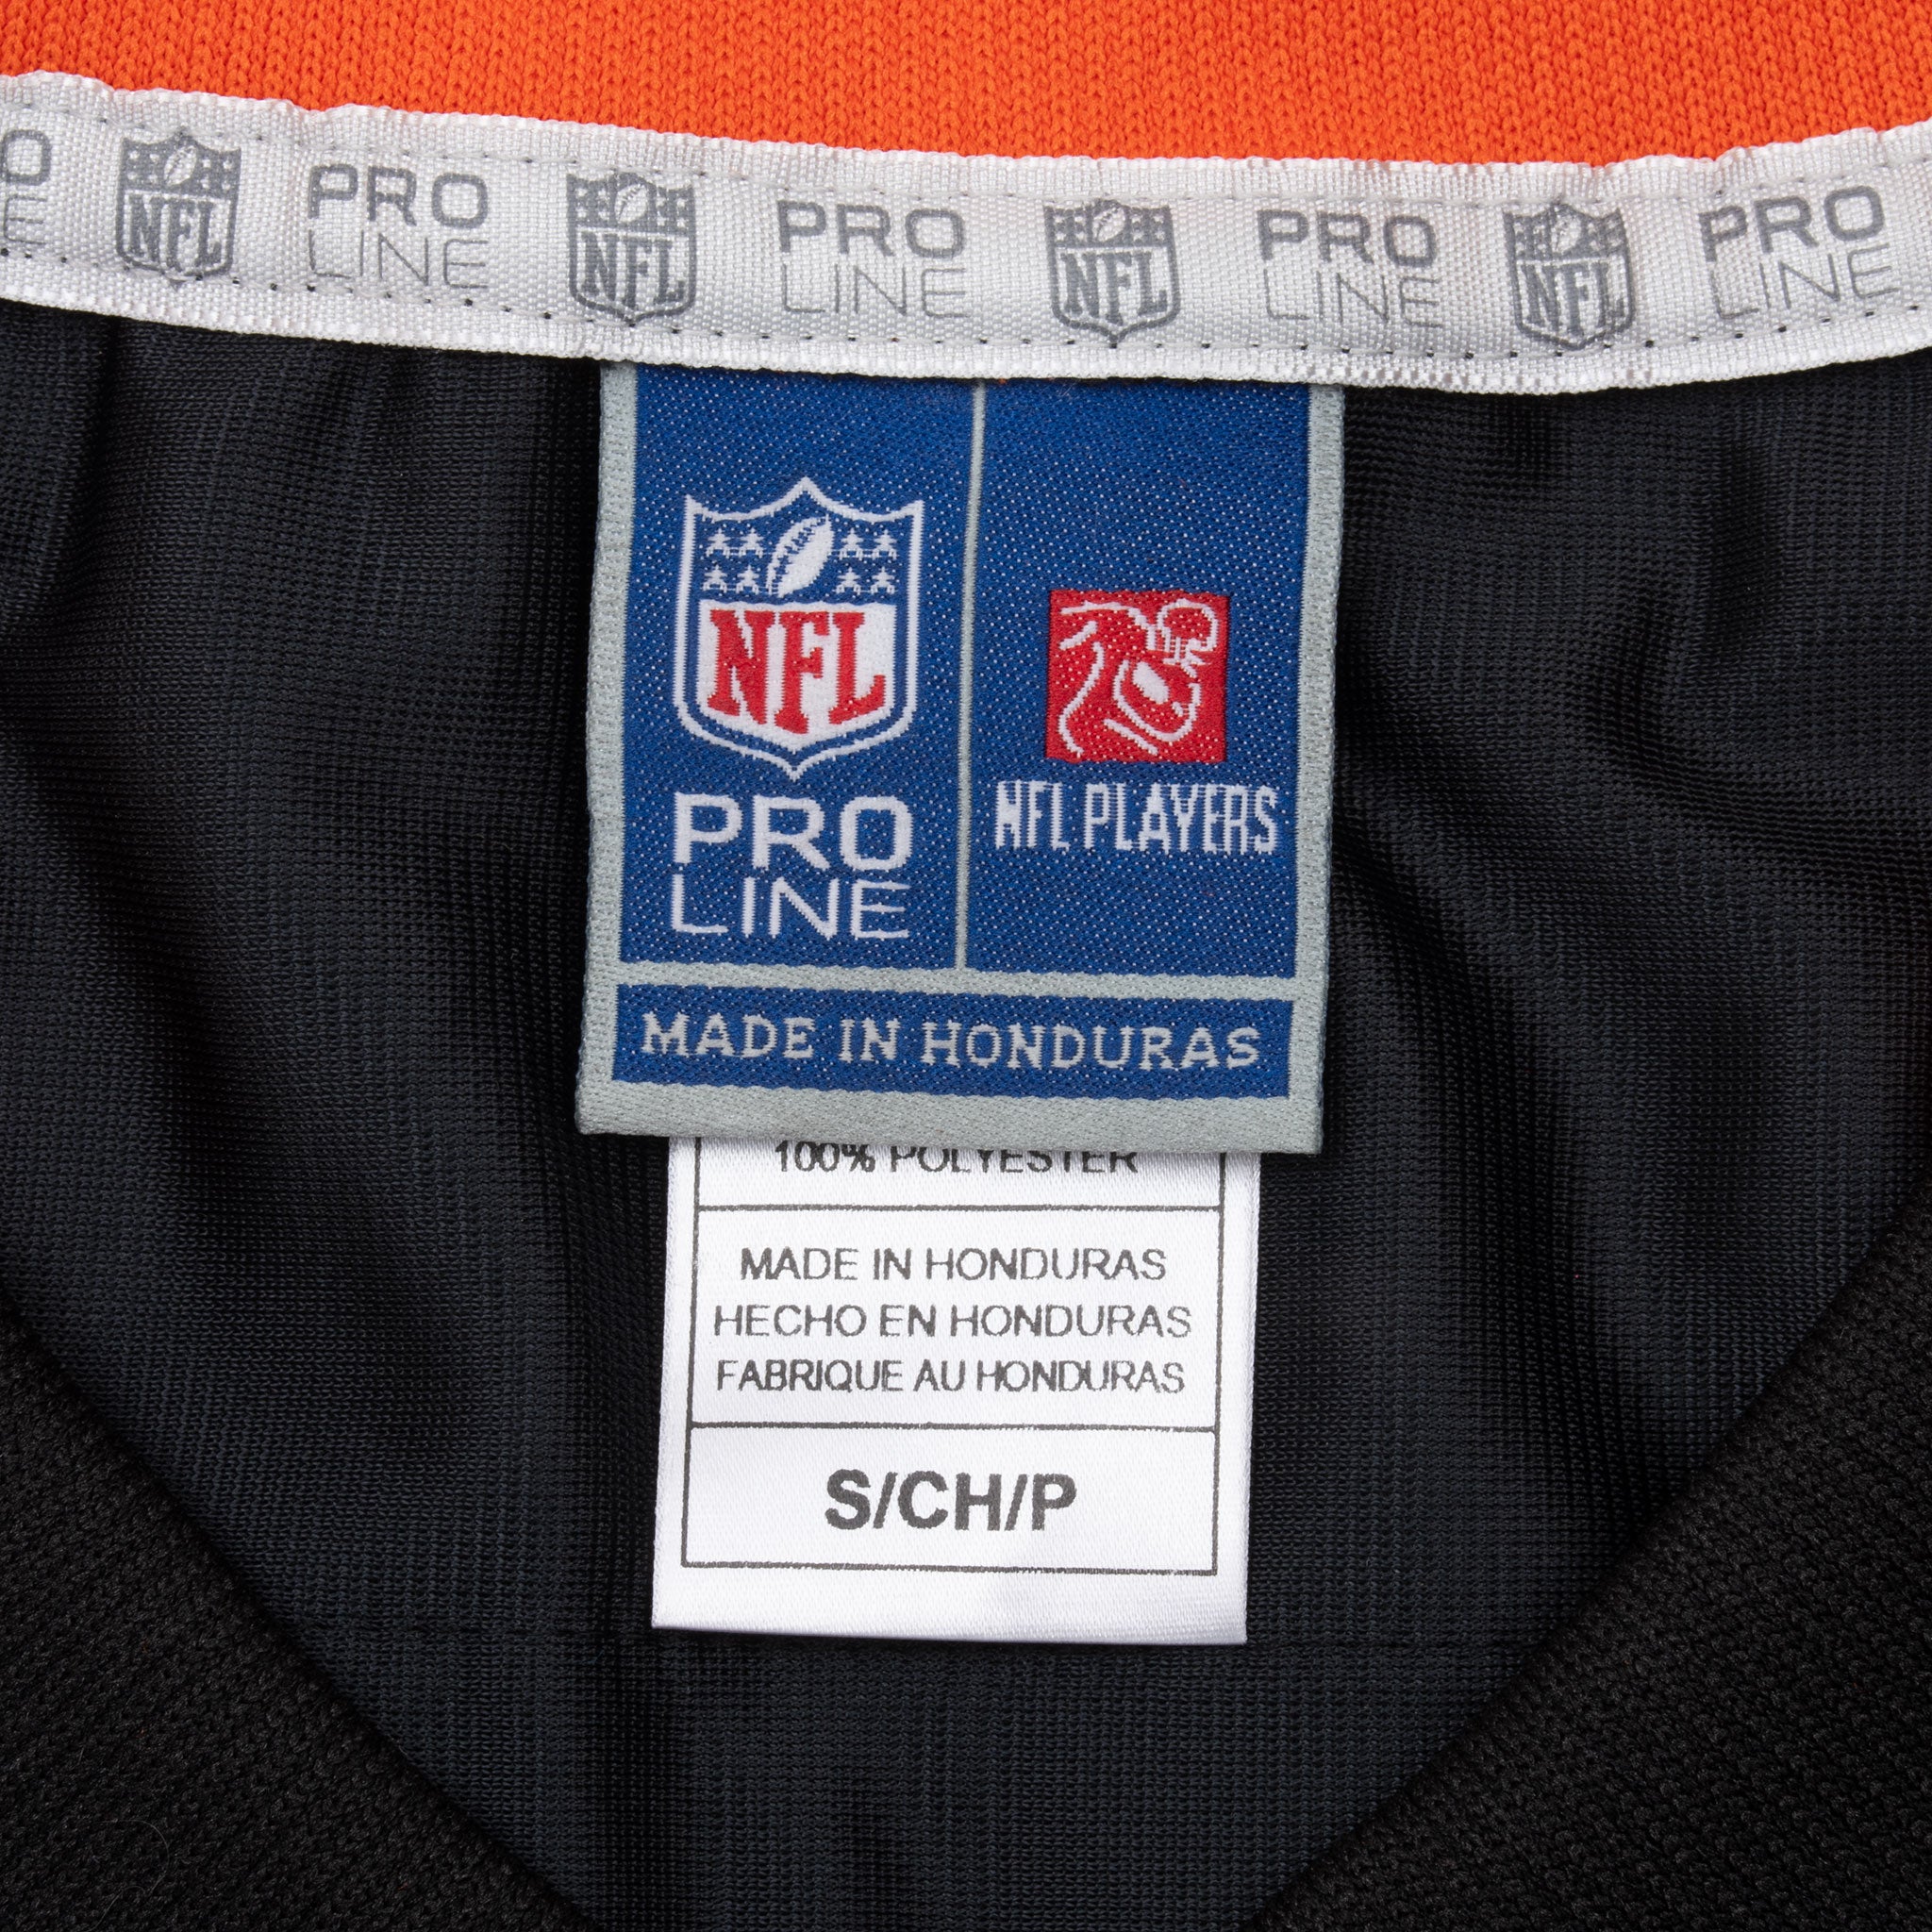 PRO NFL PRO NFL PRO NFL PRO NFL PRO
LINE LINE LINE LINE
NFL
PRO
LINE
NFL PLAYERS
MADE IN HONDURAS
100% POLYESTER
MADE IN HONDURAS
HECHO EN HONDURAS
FABRIQUE AU HONDURAS
S/CH/P